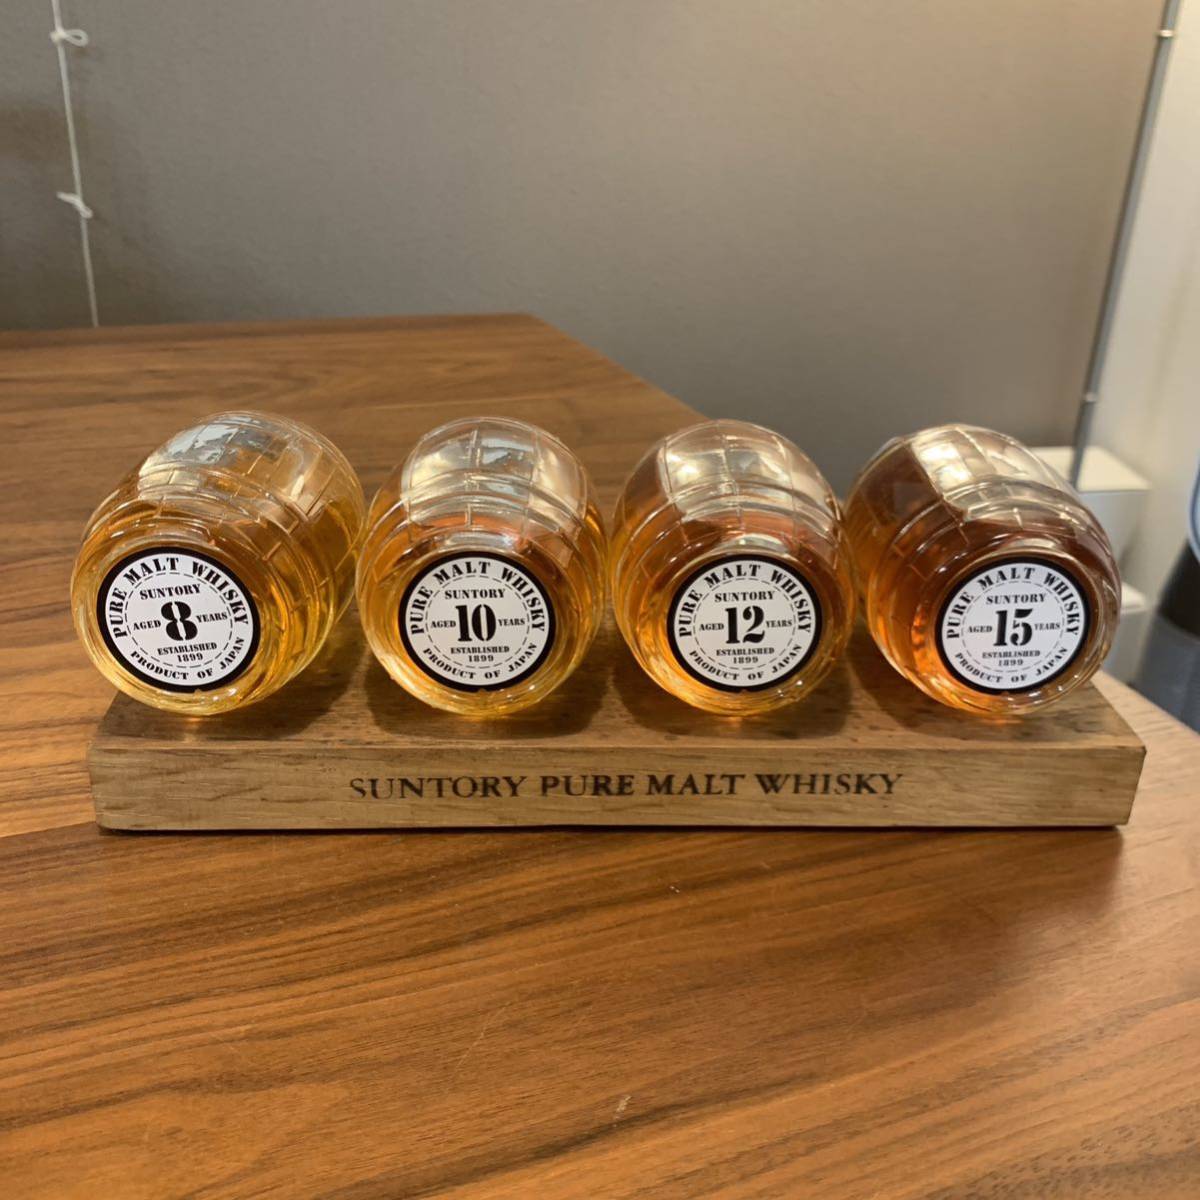 PURE MALT WHISKY
SUNTORY
AGED 8 YEARS
ESTABLISHED
1899
PRODUCT OF JAPAN
PURE MALT WHISKY
SUNTORY
AGED 10 YEARS
ESTABLISHED
1899
PRODUCT OF JAPAN
PURE MALT WHISKY
SUNTORY
AGED 12 YEARS
ESTABLISHED
1899
PRODUCT OF JAPAN
PURE MALT WHISKY
SUNTORY
AGED 15 YEARS
ESTABLISHED
1899
PRODUCT OF JAPAN
SUNTORY PURE MALT WHISKY